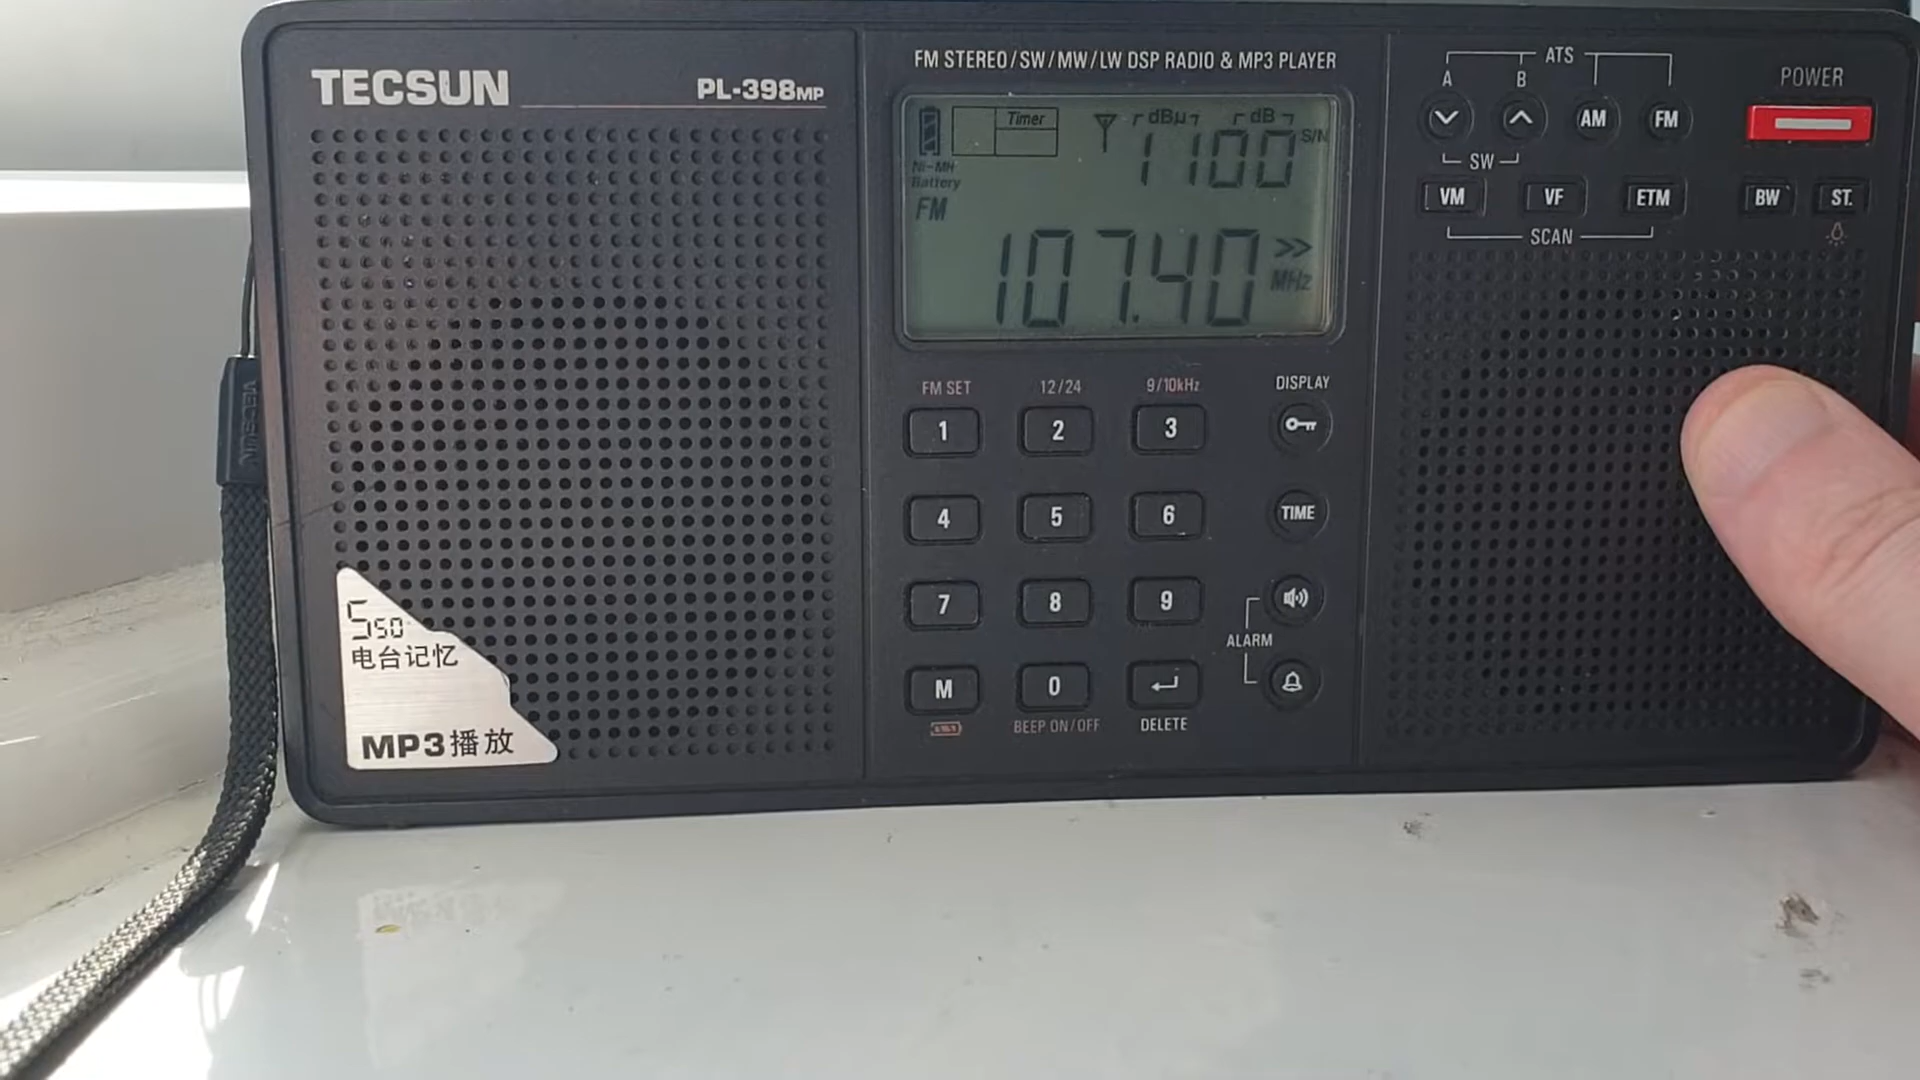 TECSUN
PL-398MP
550
电台记忆
MP3播放
FM STEREO/SW/MW/LW DSP RADIO & MP3 PLAYER
Timer
dBµ
dB
S/N
1100
Ni-MH
Battery
FM
107.40
MHz
FM SET
12/24
9/10kHz
DISPLAY
1
2
3
4
5
6
TIME
7
8
9
ALARM
M
0
BEEP ON/OFF
DELETE
ATS
A
B
AM
FM
POWER
SW
VM
VF
ETM
BW
ST.
SCAN
TECSUN